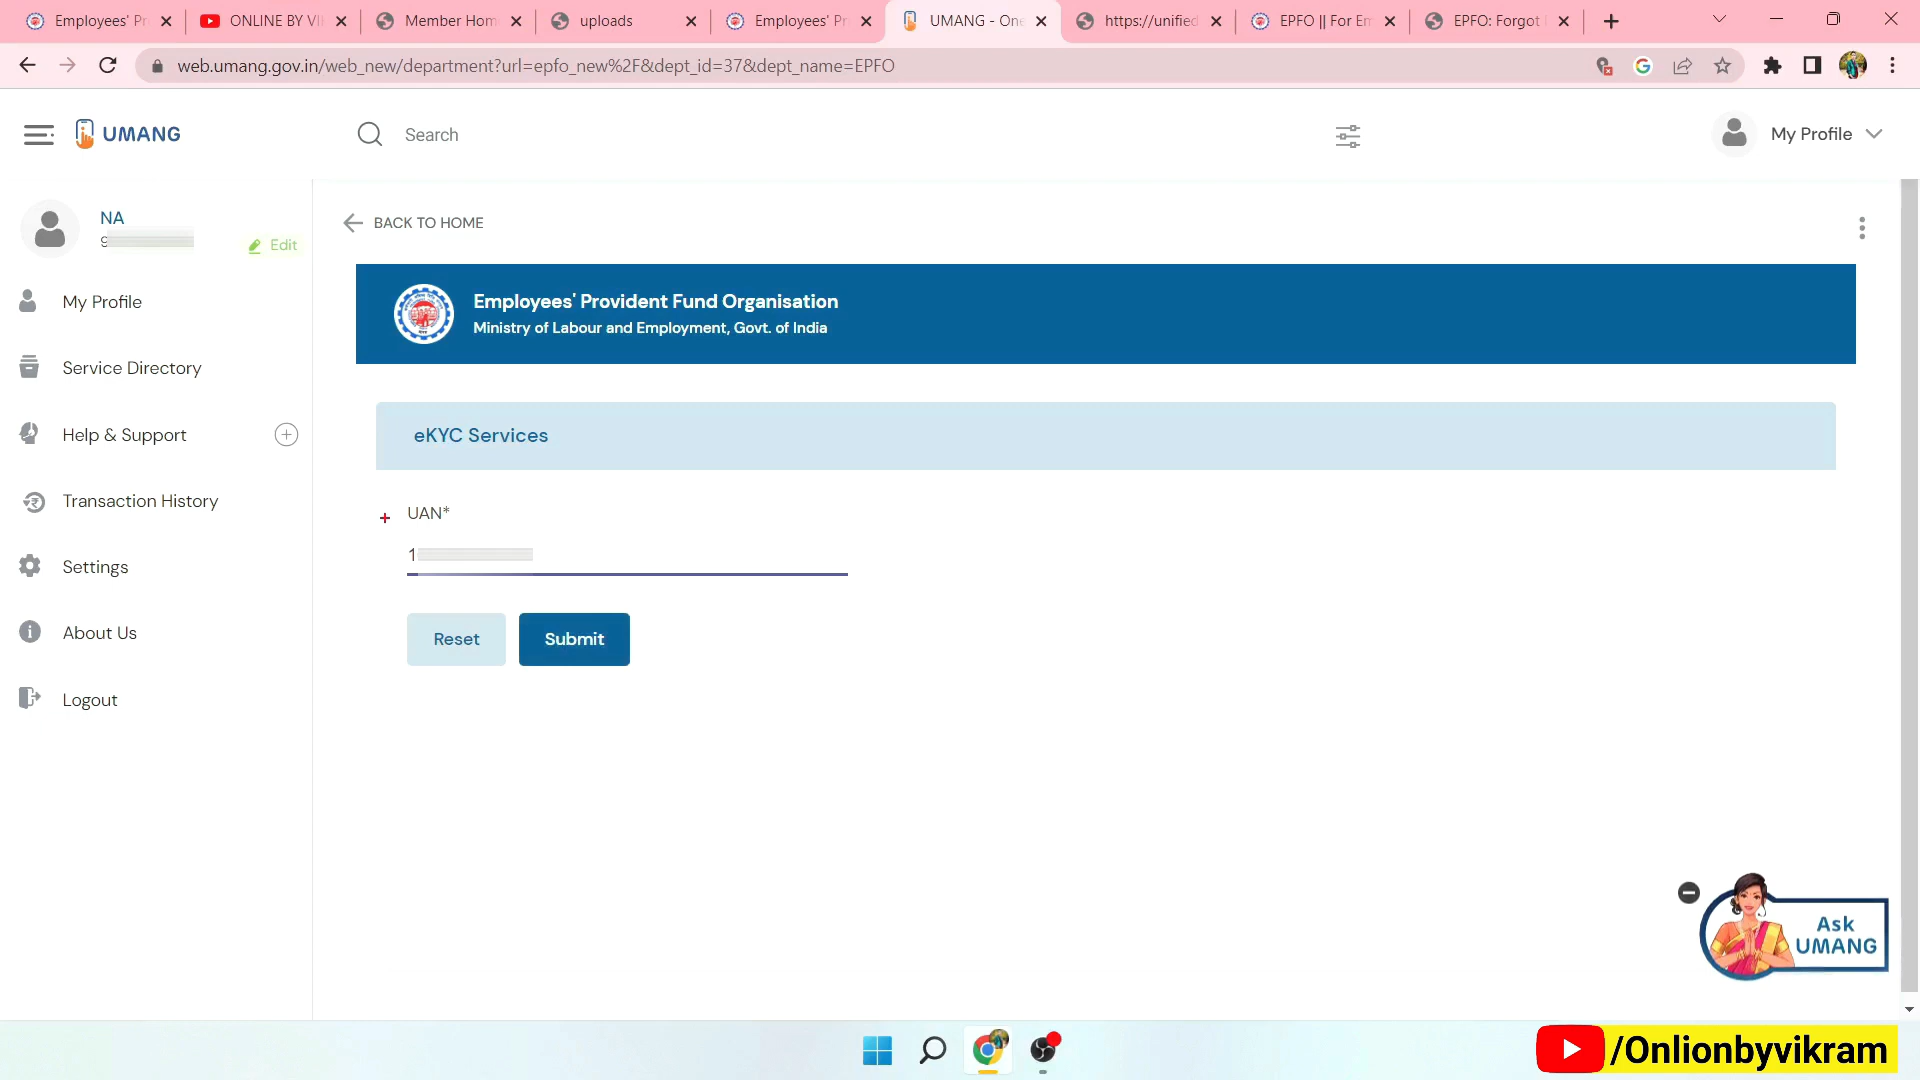 Employees' Pr
ONLINE BY VI
Member Hom
uploads
Employees' Pr
UMANG - One
https://unified
EPFO || For Em
EPFO: Forgot
web.umang.gov.in/web_new/department?url=epfo_new%2F&dept_id=37&dept_name=EPFO
UMANG
Search
My Profile
NA
9
Edit
My Profile
Service Directory
Help & Support
Transaction History
Settings
About Us
Logout
BACK TO HOME
Employees' Provident Fund Organisation
Ministry of Labour and Employment, Govt. of India
eKYC Services
+ UAN*
1
Reset
Submit
Ask
UMANG
/Onlionbyvikram